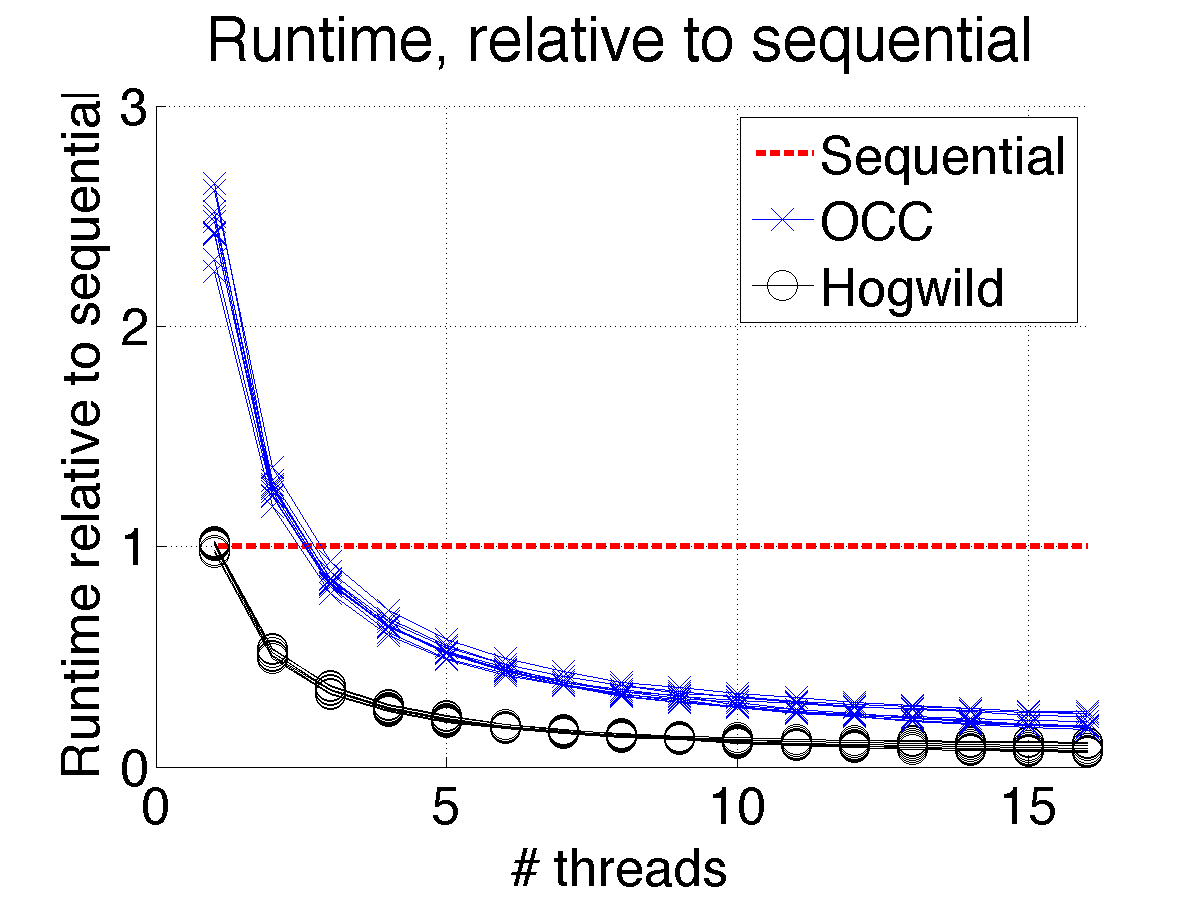 Runtime, relative to sequential
Runtime relative to sequential
3
2
1
0
Sequential
OCC
Hogwild
0 5 10 15
# threads